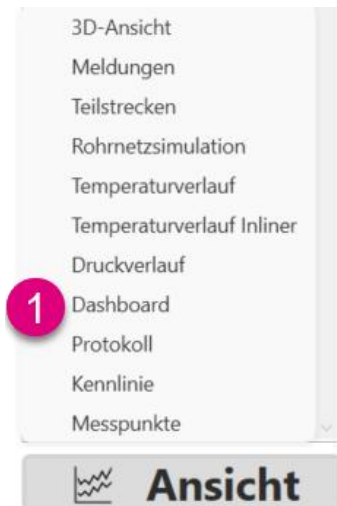 3D-Ansicht
Meldungen
Teilstrecken
Rohrnetzsimulation
Temperaturverlauf
Temperaturverlauf Inliner
Druckverlauf
1 Dashboard
Protokoll
Kennlinie
Messpunkte
Ansicht